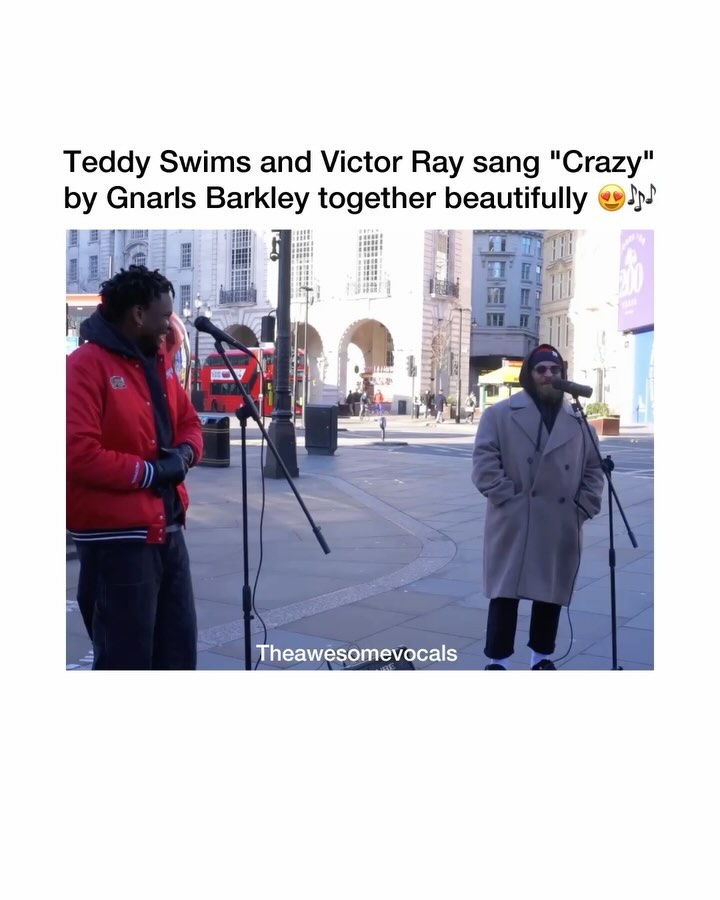 Teddy Swims and Victor Ray sang "Crazy"
by Gnarls Barkley together beautifully 😍🎶
Theawesomevocals